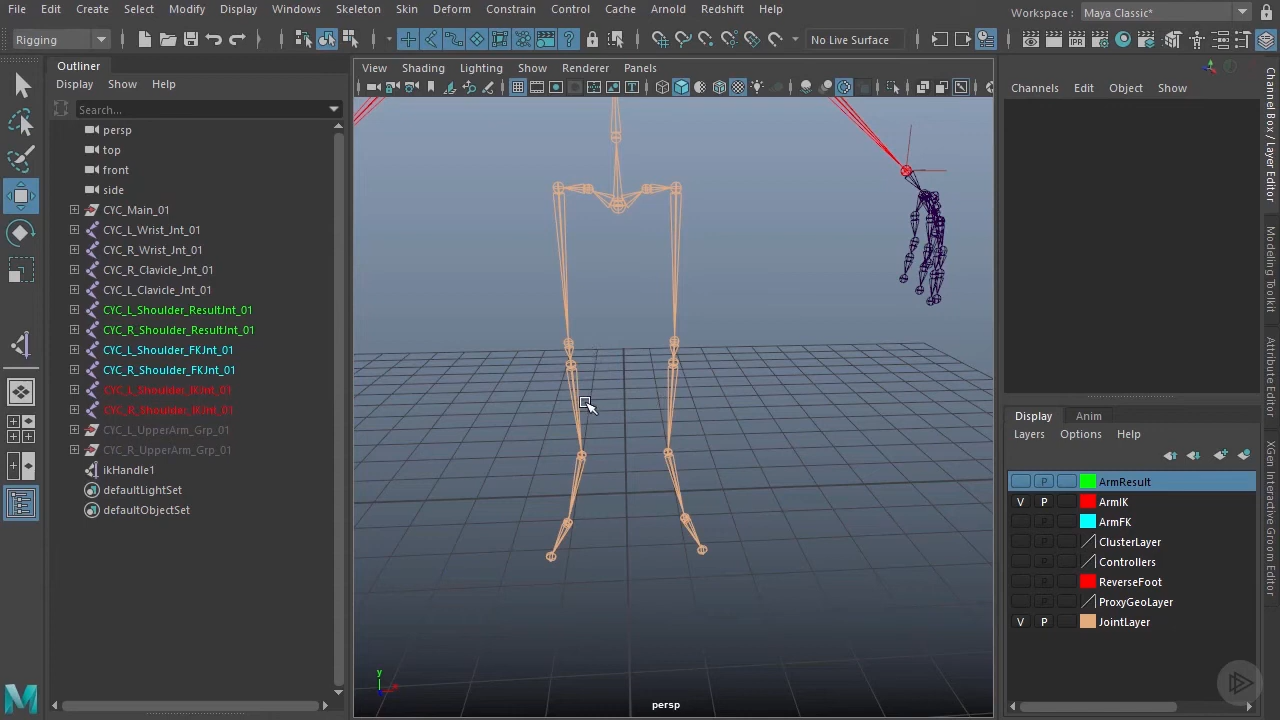 File Edit Create Select Modify Display Windows Skeleton Skin Deform Constrain Control Cache Arnold Redshift Help
Workspace : Maya Classic*
Rigging
No Live Surface
IPR
Outliner
Display Show Help
Search...
persp
top
front
side
CYC_Main_01
CYC_L_Wrist_Jnt_01
CYC_R_Wrist_Jnt_01
CYC_R_Clavicle_Jnt_01
CYC_L_Clavicle_Jnt_01
CYC_L_Shoulder_ResultJnt_01
CYC_R_Shoulder_ResultJnt_01
CYC_L_Shoulder_FKJnt_01
CYC_R_Shoulder_FKJnt_01
CYC_L_Shoulder_IKJnt_01
CYC_R_Shoulder_IKJnt_01
CYC_L_UpperArm_Grp_01
CYC_R_UpperArm_Grp_01
ikHandle1
defaultLightSet
defaultObjectSet
View Shading Lighting Show Renderer Panels
y
persp
Channels Edit Object Show
Display Anim
Layers Options Help
P ArmResult
V P ArmIK
P ArmFK
ClusterLayer
Controllers
P ReverseFoot
P ProxyGeoLayer
V P JointLayer
Channel Box / Layer Editor
Modeling Toolkit
Attribute Editor
XGen Interactive Groom Editor
M